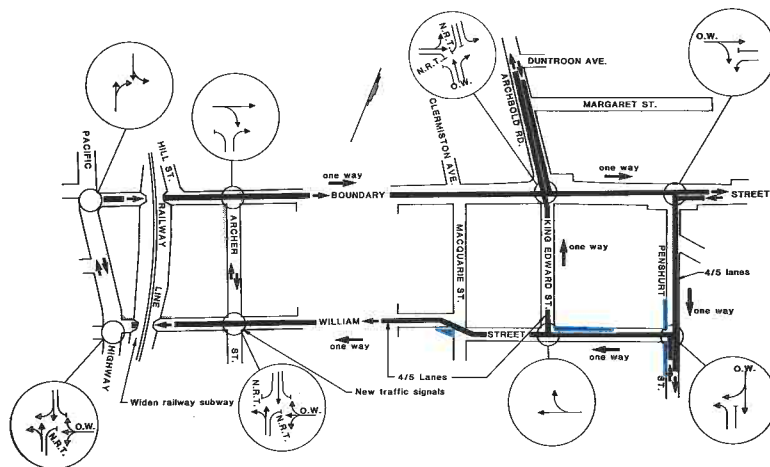 O.W.
N.R.T.
N.R.T.
O.W.
DUNTROON AVE.
ARCHBOLD RD.
MARGARET ST.
CLERMISTON AVE.
PACIFIC
HILL ST.
one way
one way
BOUNDARY
STREET
RAILWAY
ARCHER
MACQUARIE ST.
KING EDWARD ST.
one way
PENSHURT
4/5 lanes
one way
LINE
WILLIAM
STREET
HIGHWAY
ST.
one way
one way
4/5 Lanes
ST.
Widen railway subway
New traffic signals
N.R.T.
O.W.
N.R.T.
O.W.
N.R.T.
O.W.